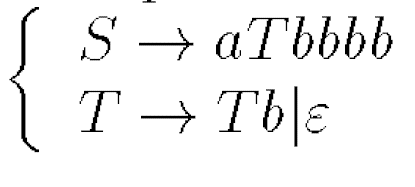 S → aTbbbb
T → Tb|ε